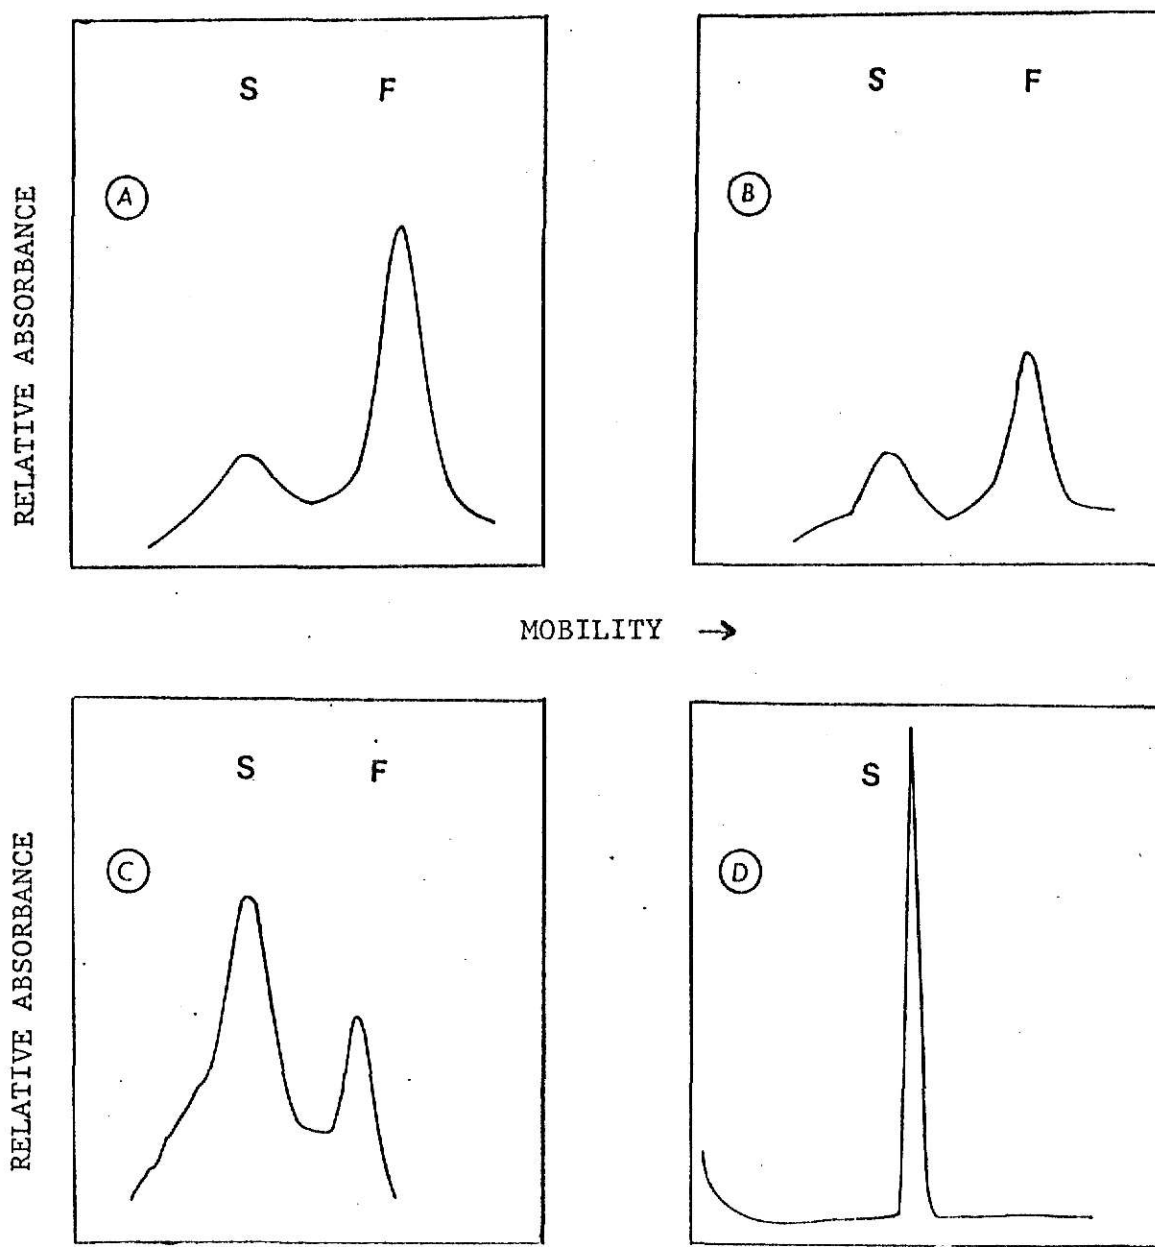 S F
A
RELATIVE ABSORBANCE
S F
B
MOBILITY →
S F
C
RELATIVE ABSORBANCE
S
D